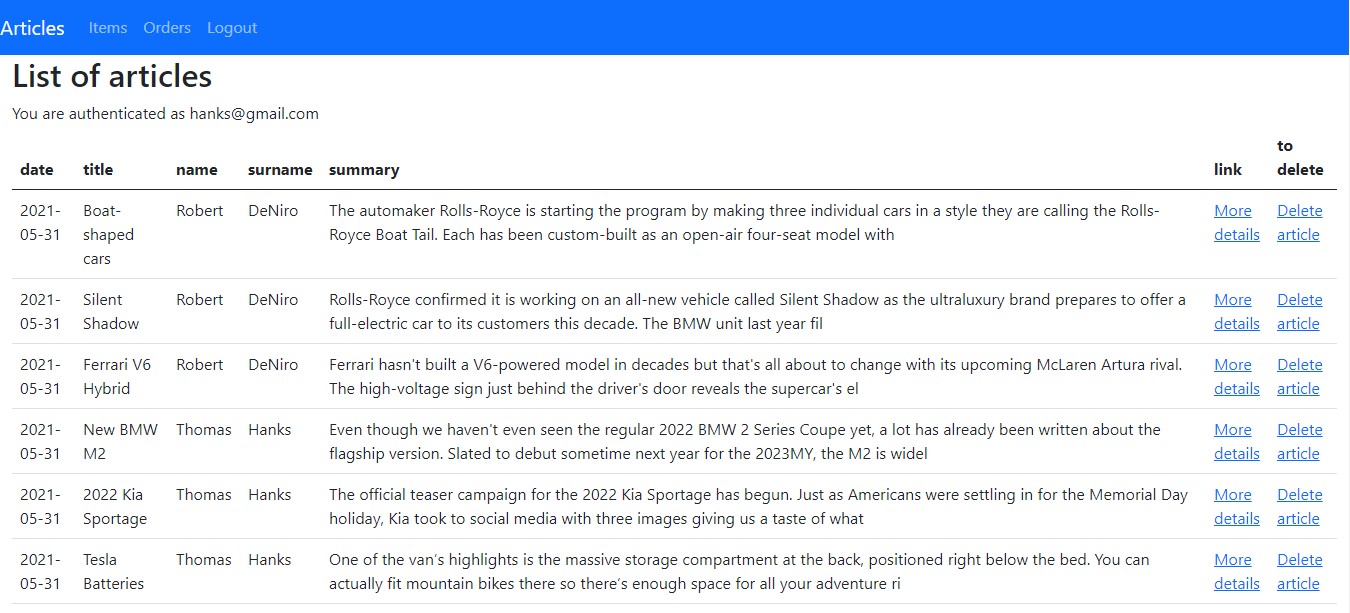 Articles Items Orders Logout
List of articles
You are authenticated as hanks@gmail.com
to
date title name surname summary link delete
2021- Boat- Robert DeNiro The automaker Rolls-Royce is starting the program by making three individual cars in a style they are calling the Rolls- More Delete
05-31 shaped Royce Boat Tail. Each has been custom-built as an open-air four-seat model with details article
cars
2021- Silent Robert DeNiro Rolls-Royce confirmed it is working on an all-new vehicle called Silent Shadow as the ultraluxury brand prepares to offer a More Delete
05-31 Shadow full-electric car to its customers this decade. The BMW unit last year fil details article
2021- Ferrari V6 Robert DeNiro Ferrari hasn't built a V6-powered model in decades but that's all about to change with its upcoming McLaren Artura rival. More Delete
05-31 Hybrid The high-voltage sign just behind the driver's door reveals the supercar's el details article
2021- New BMW Thomas Hanks Even though we haven't even seen the regular 2022 BMW 2 Series Coupe yet, a lot has already been written about the More Delete
05-31 M2 flagship version. Slated to debut sometime next year for the 2023MY, the M2 is widel details article
2021- 2022 Kia Thomas Hanks The official teaser campaign for the 2022 Kia Sportage has begun. Just as Americans were settling in for the Memorial Day More Delete
05-31 Sportage holiday, Kia took to social media with three images giving us a taste of what details article
2021- Tesla Thomas Hanks One of the van’s highlights is the massive storage compartment at the back, positioned right below the bed. You can More Delete
05-31 Batteries actually fit mountain bikes there so there’s enough space for all your adventure ri details article